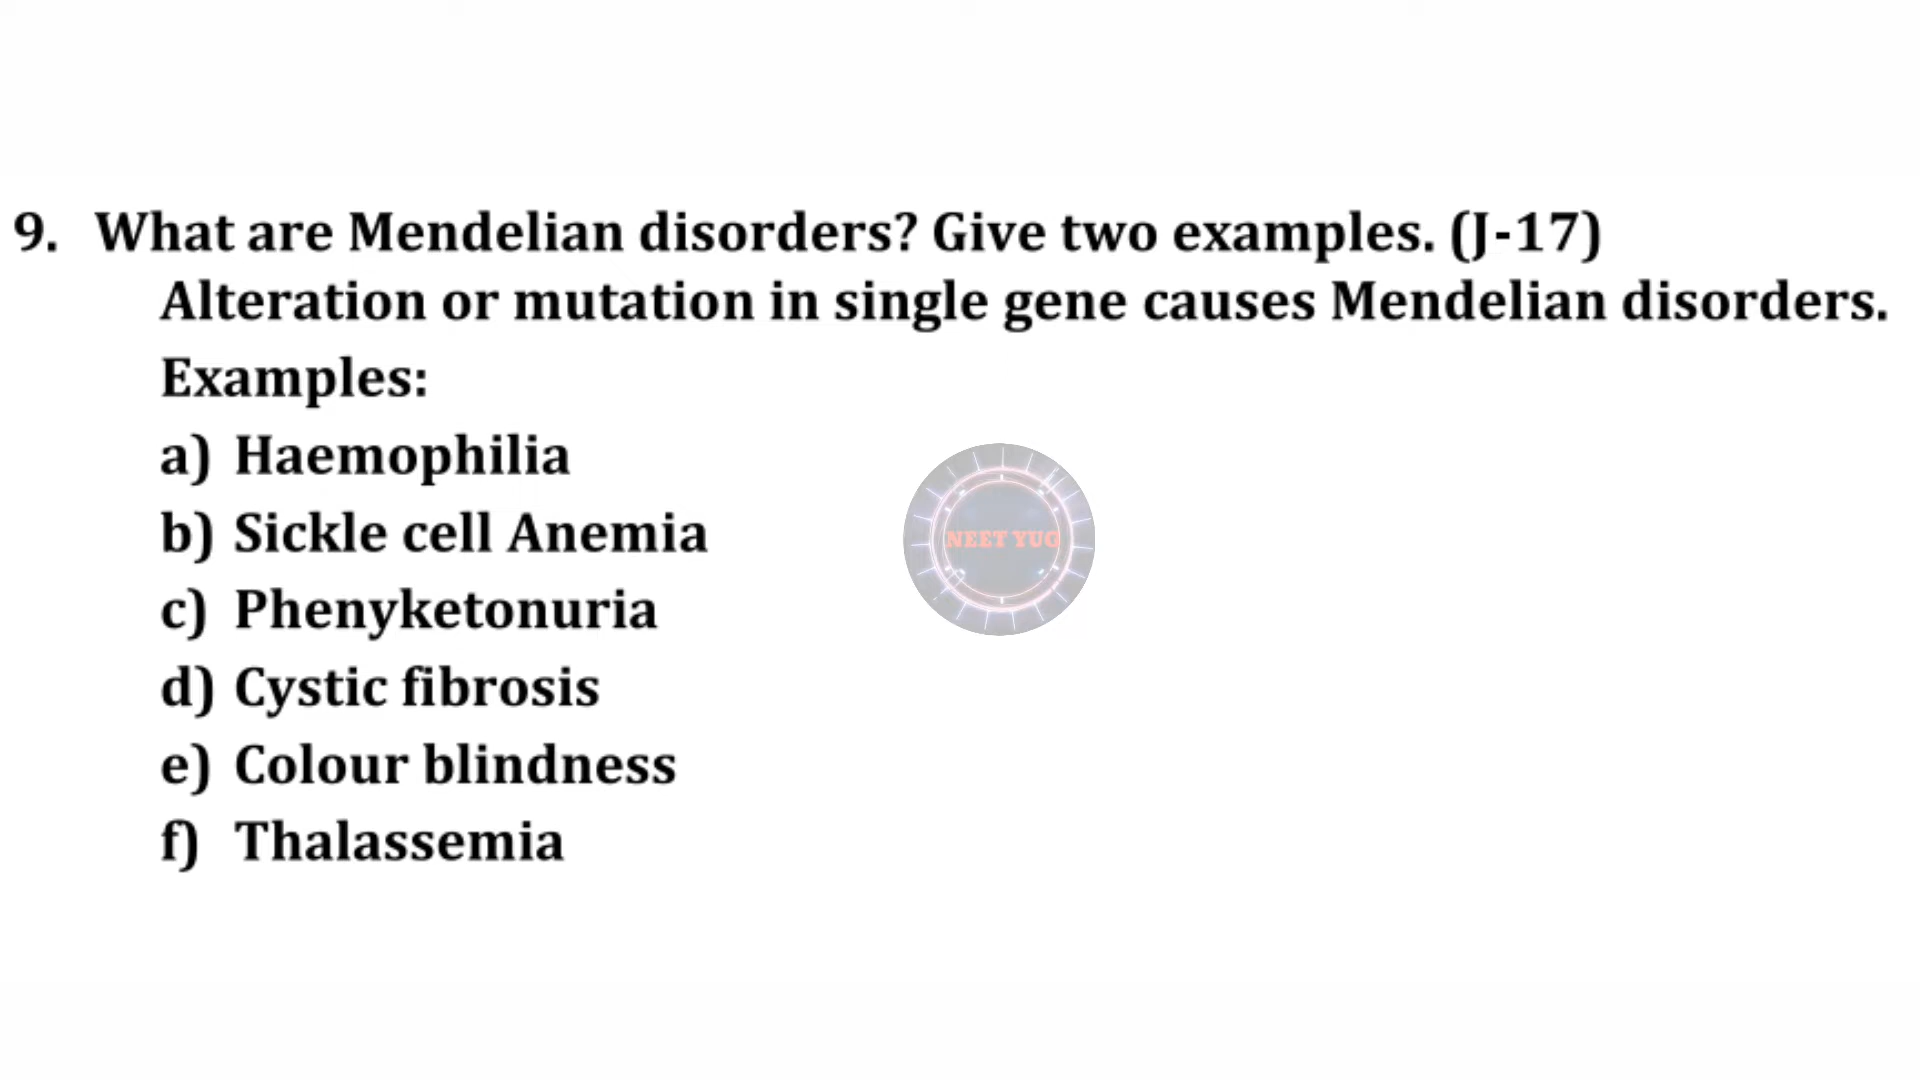 9. What are Mendelian disorders? Give two examples. (J-17)
Alteration or mutation in single gene causes Mendelian disorders.
Examples:
a) Haemophilia
b) Sickle cell Anemia
c) Phenyketonuria
d) Cystic fibrosis
e) Colour blindness
f) Thalassemia
NEET YUG